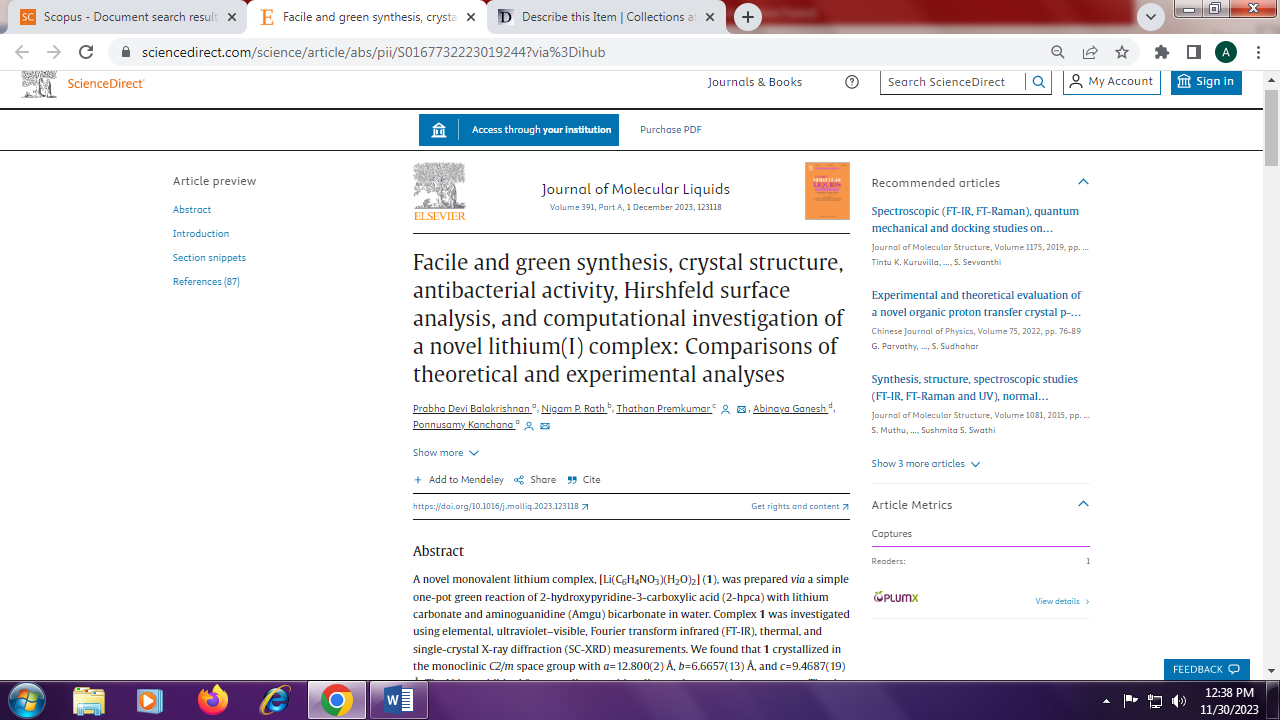 Scopus - Document search result
Facile and green synthesis, crysta
Describe this Item | Collections at
sciencedirect.com/science/article/abs/pii/S0167732223019244?via%3Dihub
A
ScienceDirect
Journals & Books
Search ScienceDirect
My Account
Sign in
Access through your institution
Purchase PDF
Article preview
Abstract
Introduction
Section snippets
References (87)
ELSEVIER
Journal of Molecular Liquids
Volume 391, Part A, 1 December 2023, 123118
MOLECULAR
LIQUIDS
Facile and green synthesis, crystal structure,
antibacterial activity, Hirshfeld surface
analysis, and computational investigation of
a novel lithium(I) complex: Comparisons of
theoretical and experimental analyses
Prabha Devi Balakrishnan a, Nigam P. Rath b, Thathan Premkumar c, Abinaya Ganesh d,
Ponnusamy Kanchana a
Show more
+ Add to Mendeley Share Cite
https://doi.org/10.1016/j.molliq.2023.123118
Get rights and content
Abstract
A novel monovalent lithium complex, [Li(C6H4NO3)(H2O)2] (1), was prepared via a simple
one-pot green reaction of 2-hydroxypyridine-3-carboxylic acid (2-hpca) with lithium
carbonate and aminoguanidine (Amgu) bicarbonate in water. Complex 1 was investigated
using elemental, ultraviolet–visible, Fourier transform infrared (FT-IR), thermal, and
single-crystal X-ray diffraction (SC-XRD) measurements. We found that 1 crystallized in
the monoclinic C2/m space group with a=12.800(2) Å, b=6.6657(13) Å, and c=9.4687(19)
Recommended articles
Spectroscopic (FT-IR, FT-Raman), quantum
mechanical and docking studies on…
Journal of Molecular Structure, Volume 1175, 2019, pp. …
Tintu K. Kuruvilla, …, S. Sevvanthi
Experimental and theoretical evaluation of
a novel organic proton transfer crystal p-…
Chinese Journal of Physics, Volume 75, 2022, pp. 76-89
G. Parvathy, …, S. Sudhahar
Synthesis, structure, spectroscopic studies
(FT-IR, FT-Raman and UV), normal…
Journal of Molecular Structure, Volume 1081, 2015, pp. …
S. Muthu, …, Sushmita S. Swathi
Show 3 more articles
Article Metrics
Captures
Readers: 1
PLUMX
View details
FEEDBACK
12:38 PM
11/30/2023